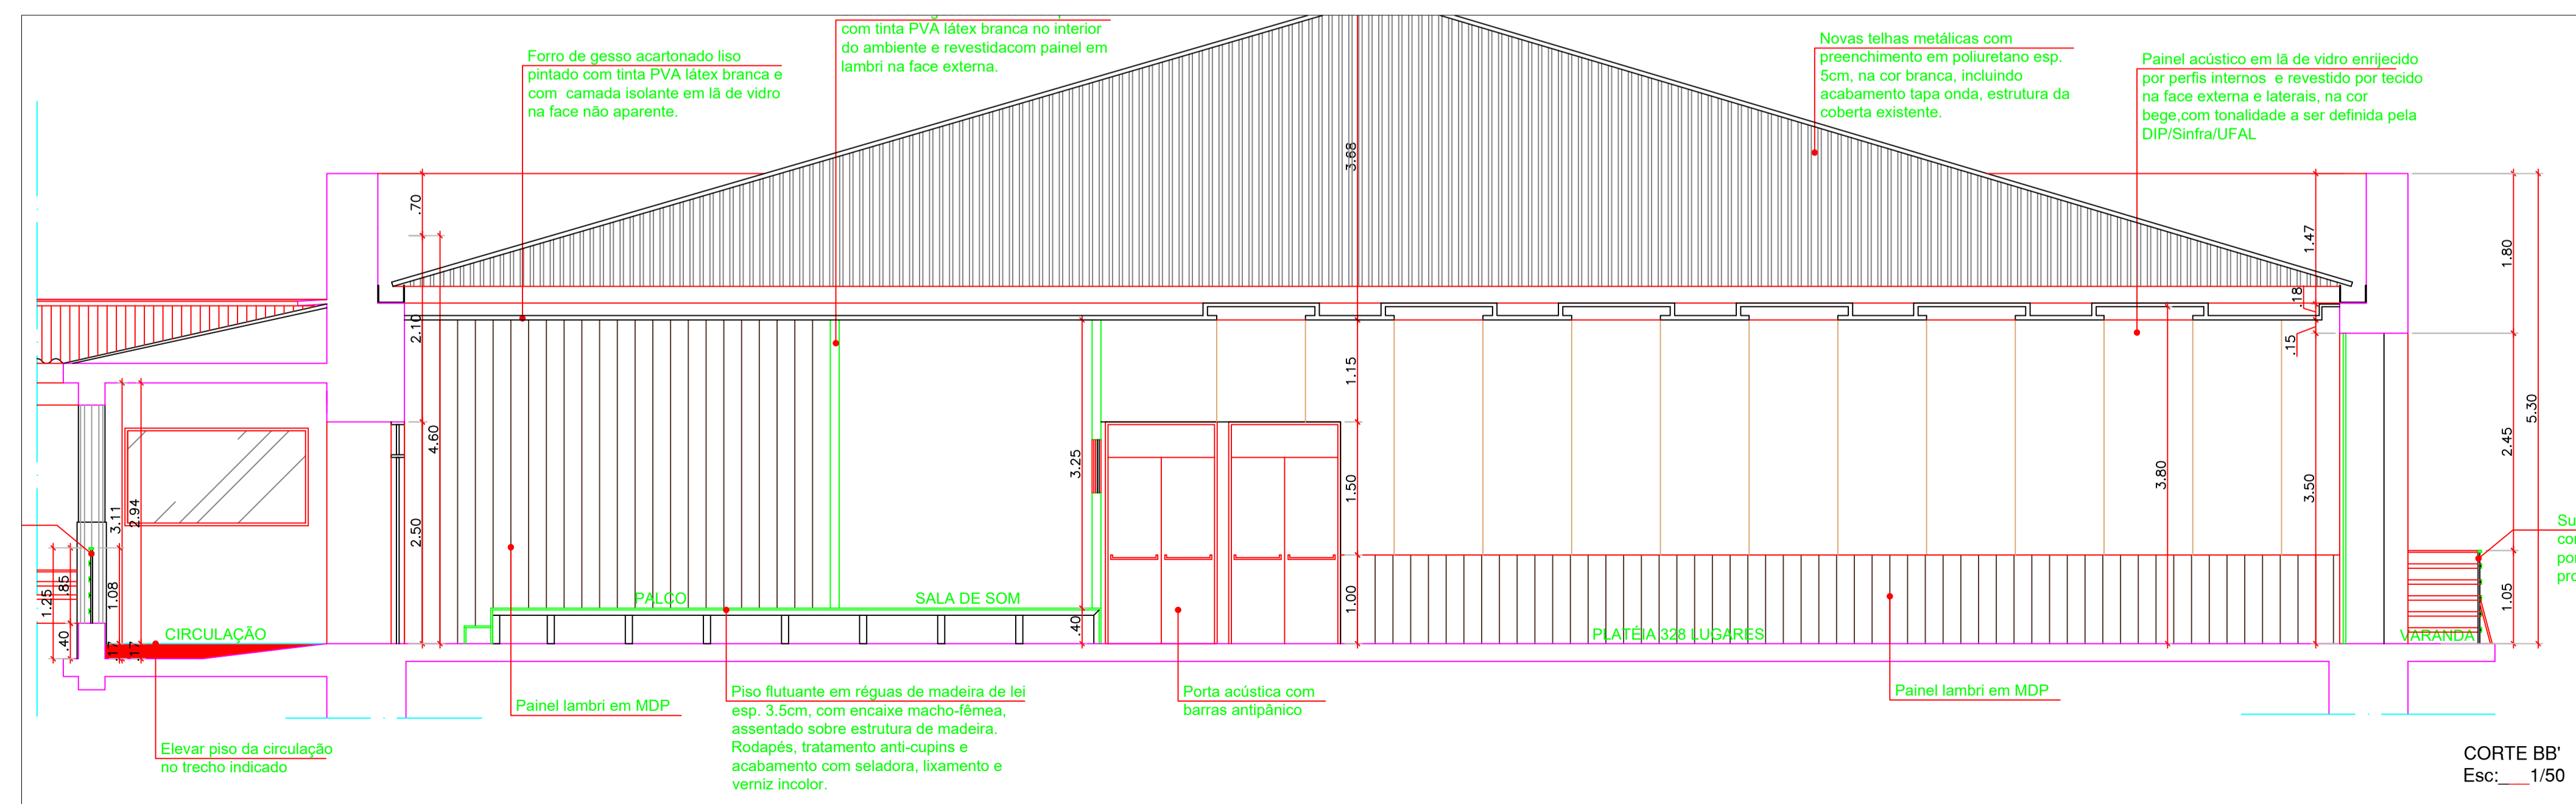 com tinta PVA látex branca no interior
do ambiente e revestidacom painel em
lambri na face externa.
Forro de gesso acartonado liso
pintado com tinta PVA látex branca e
com camada isolante em lã de vidro
na face não aparente.
Novas telhas metálicas com
preenchimento em poliuretano esp.
5cm, na cor branca, incluindo
acabamento tapa onda, estrutura da
coberta existente.
Painel acústico em lã de vidro enrijecido
por perfis internos e revestido por tecido
na face externa e laterais, na cor
bege,com tonalidade a ser definida pela
DIP/Sinfra/UFAL
3.68
.70
2.10
4.60
2.50
3.25
.40
1.15
1.50
1.00
3.80
1.47
.18
.15
3.50
1.80
2.45
5.30
1.05
3.11
2.94
1.25
.85
1.08
.40
.17
.17
CIRCULAÇÃO
PALCO
SALA DE SOM
PLATÉIA 328 LUGARES
VARANDA
Painel lambri em MDP
Piso flutuante em réguas de madeira de lei
esp. 3.5cm, com encaixe macho-fêmea,
assentado sobre estrutura de madeira.
Rodapés, tratamento anti-cupins e
acabamento com seladora, lixamento e
verniz incolor.
Porta acústica com
barras antipânico
Painel lambri em MDP
Elevar piso da circulação
no trecho indicado
CORTE BB'
Esc:____1/50